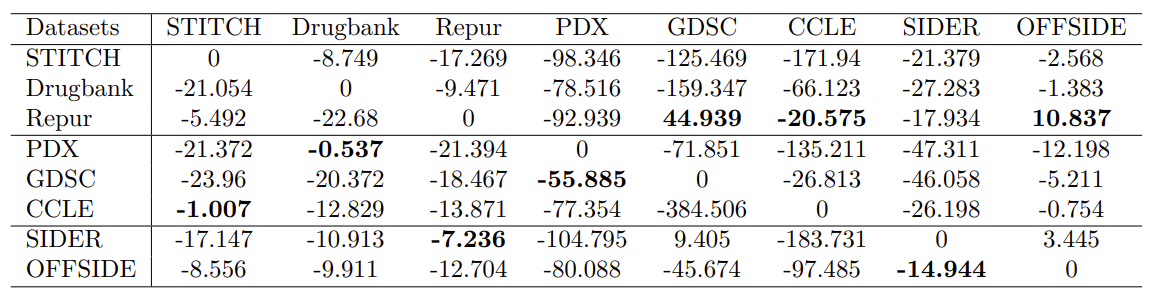 Datasets STITCH Drugbank Repur PDX GDSC CCLE SIDER OFFSIDE
STITCH 0 -8.749 -17.269 -98.346 -125.469 -171.94 -21.379 -2.568
Drugbank -21.054 0 -9.471 -78.516 -159.347 -66.123 -27.283 -1.383
Repur -5.492 -22.68 0 -92.939 44.939 -20.575 -17.934 10.837
PDX -21.372 -0.537 -21.394 0 -71.851 -135.211 -47.311 -12.198
GDSC -23.96 -20.372 -18.467 -55.885 0 -26.813 -46.058 -5.211
CCLE -1.007 -12.829 -13.871 -77.354 -384.506 0 -26.198 -0.754
SIDER -17.147 -10.913 -7.236 -104.795 9.405 -183.731 0 3.445
OFFSIDE -8.556 -9.911 -12.704 -80.088 -45.674 -97.485 -14.944 0